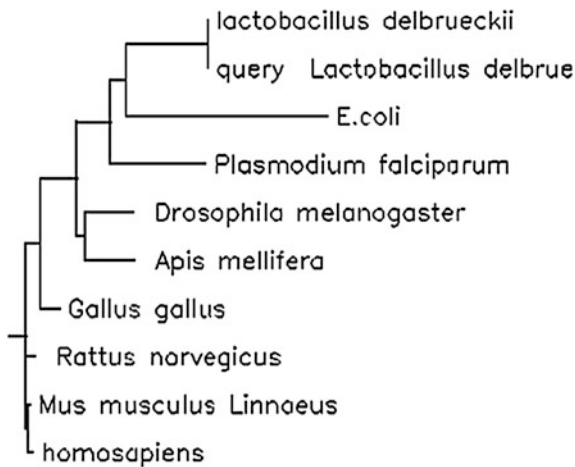 lactobacillus delbrueckii
query Lactobacillus delbrue
E.coli
Plasmodium falciparum
Drosophila melanogaster
Apis mellifera
Gallus gallus
Rattus norvegicus
Mus musculus Linnaeus
homosapiens